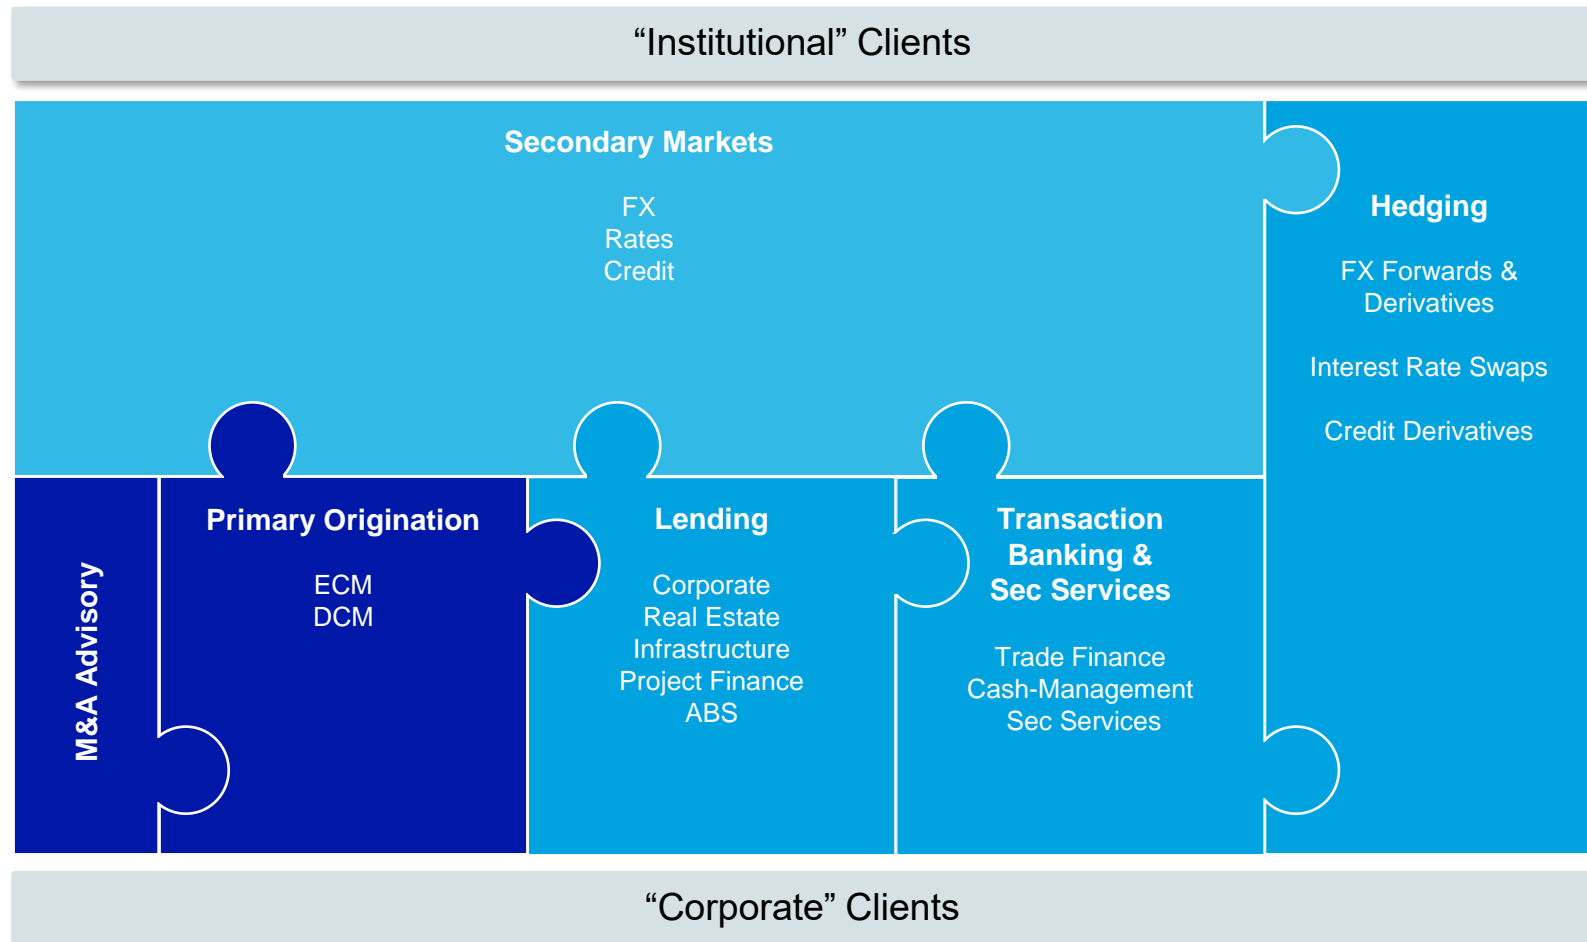 “Institutional” Clients
Secondary Markets
FX
Rates
Credit
Hedging
FX Forwards &
Derivatives
Interest Rate Swaps
Credit Derivatives
M&A Advisory
Primary Origination
ECM
DCM
Lending
Corporate
Real Estate
Infrastructure
Project Finance
ABS
Transaction
Banking &
Sec Services
Trade Finance
Cash-Management
Sec Services
“Corporate” Clients